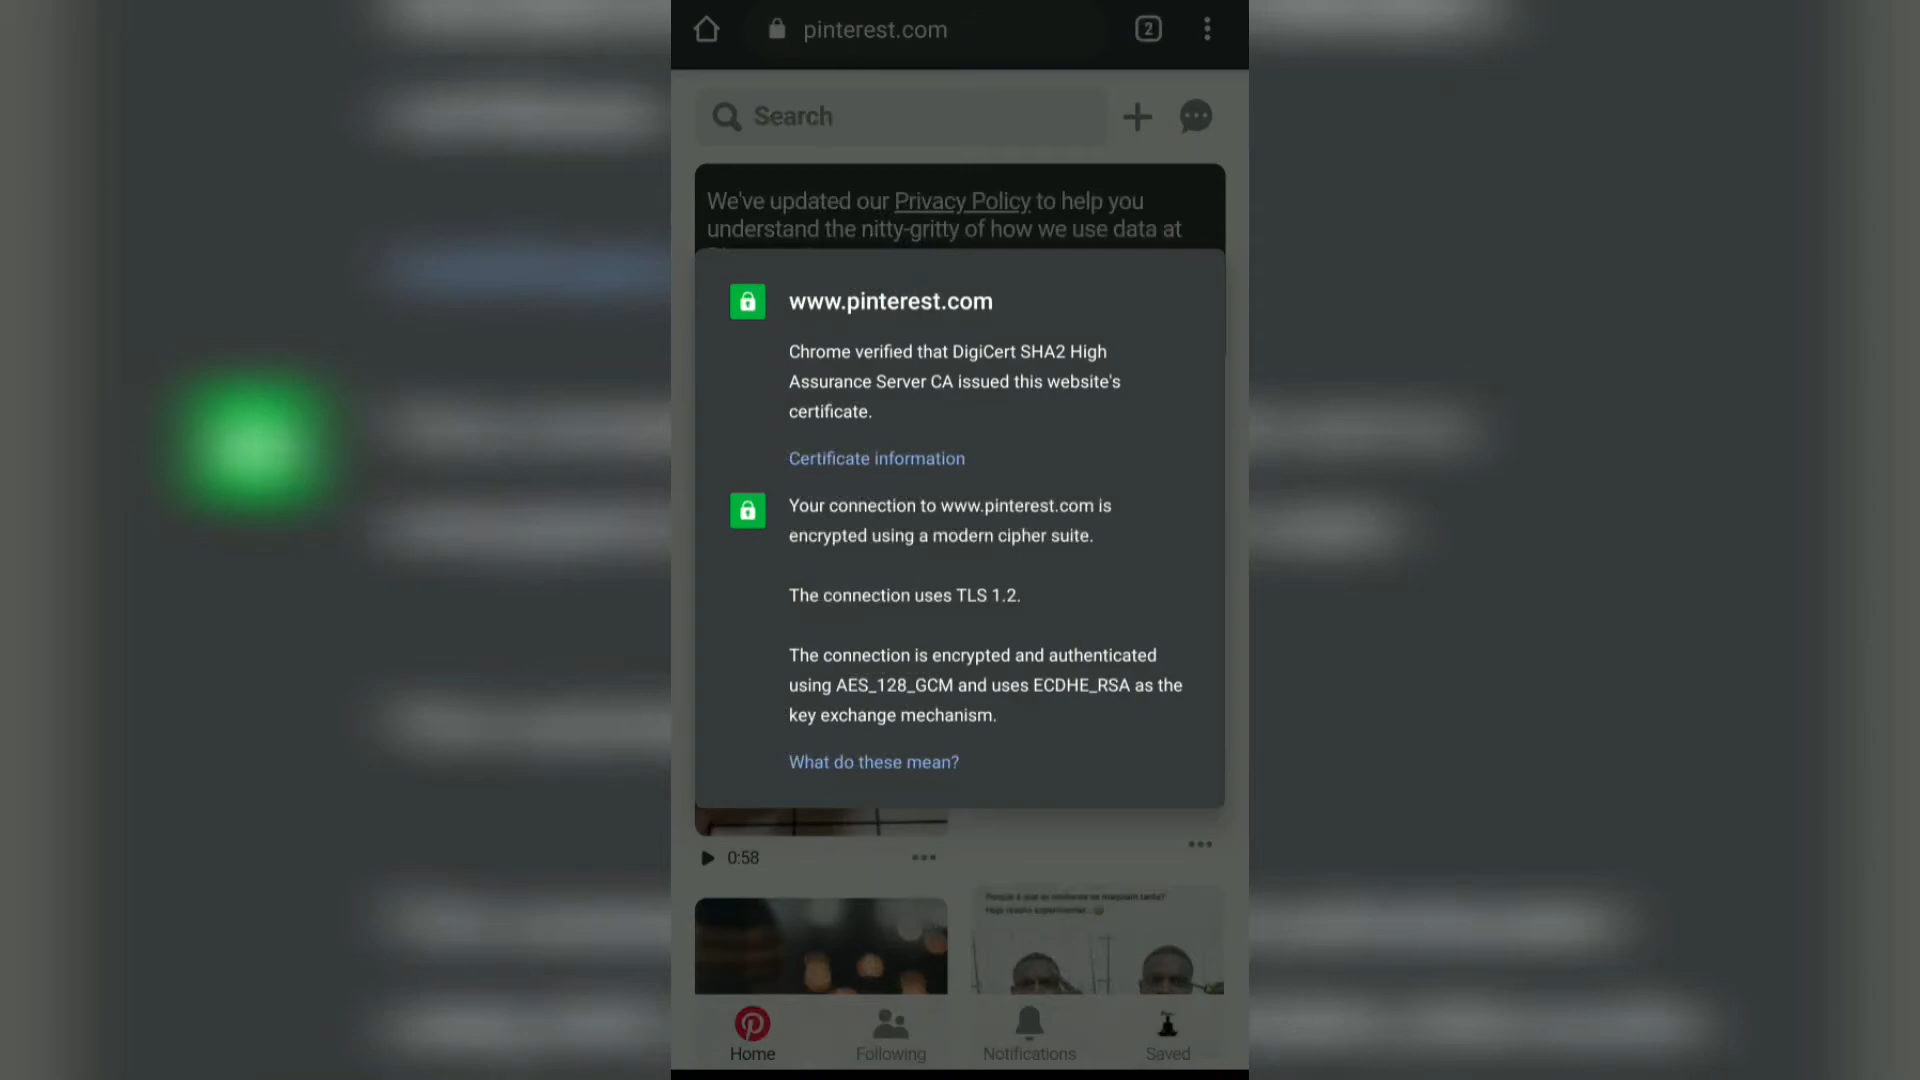 pinterest.com
2
Search
We've updated our Privacy Policy to help you
understand the nitty-gritty of how we use data at
www.pinterest.com
Chrome verified that DigiCert SHA2 High
Assurance Server CA issued this website's
certificate.
Certificate information
Your connection to www.pinterest.com is
encrypted using a modern cipher suite.
The connection uses TLS 1.2.
The connection is encrypted and authenticated
using AES_128_GCM and uses ECDHE_RSA as the
key exchange mechanism.
What do these mean?
0:58
Home
Following
Notifications
Saved